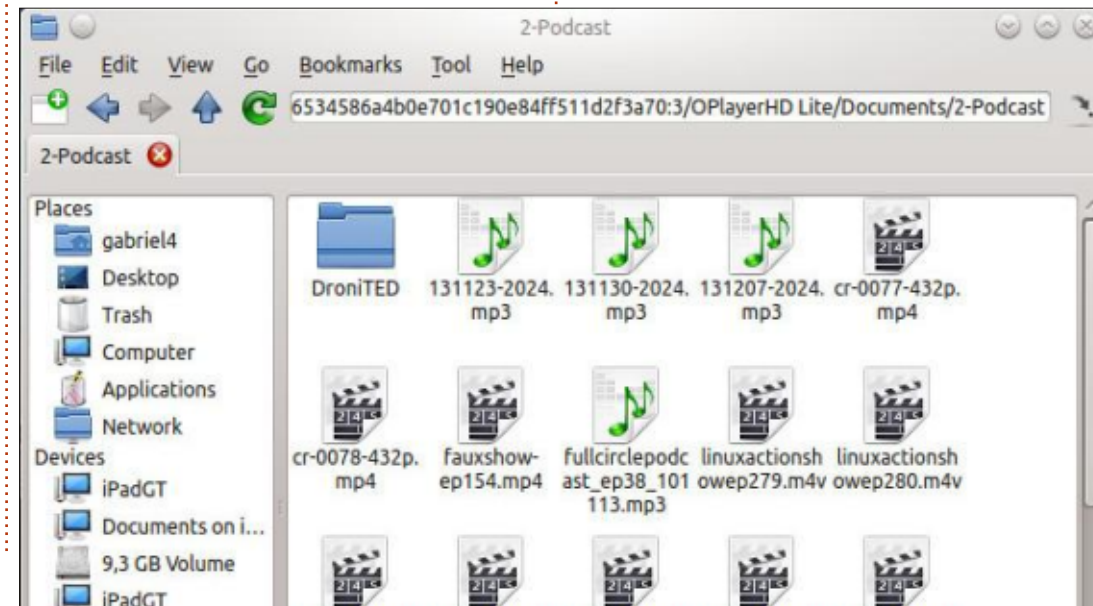 2-Podcast
File Edit View Go Bookmarks Tool Help
6534586a4b0e701c190e84ff511d2f3a70:3/OPlayerHD Lite/Documents/2-Podcast
2-Podcast
Places
gabriel4
Desktop
Trash
Computer
Applications
Network
Devices
iPadGT
Documents on i...
9,3 GB Volume
iPadGT
DroniTED
131123-2024.
mp3
131130-2024.
mp3
131207-2024.
mp3
cr-0077-432p.
mp4
cr-0078-432p.
mp4
fauxshow-
ep154.mp4
fullcirclepodc
ast_ep38_101
113.mp3
linuxactionsh
owep279.m4v
linuxactionsh
owep280.m4v